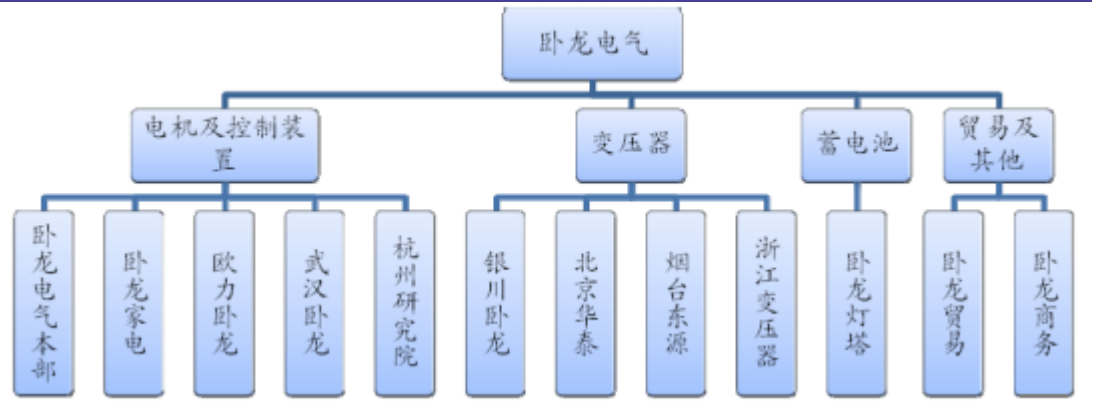 卧龙电气
电机及控制装
置
变压器
蓄电池
贸易及
其他
卧龙电气本部
卧龙家电
欧力卧龙
武汉卧龙
杭州研究院
银川卧龙
北京华泰
烟台东源
浙江变压器
卧龙灯塔
卧龙贸易
卧龙商务